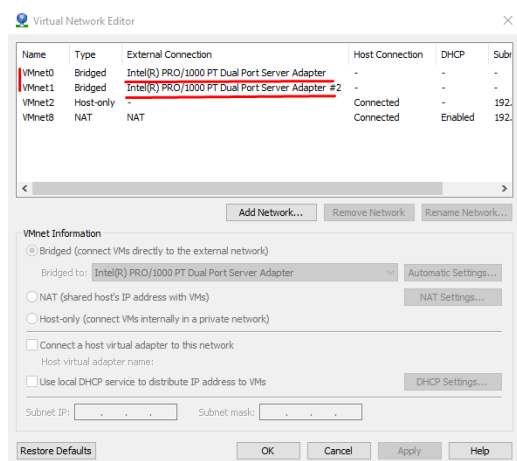 Virtual Network Editor
Name Type External Connection Host Connection DHCP Subr
VMnet0 Bridged Intel(R) PRO/1000 PT Dual Port Server Adapter - - -
VMnet1 Bridged Intel(R) PRO/1000 PT Dual Port Server Adapter #2 - - -
VMnet2 Host-only - Connected - 192.
VMnet8 NAT NAT Connected Enabled 192.
Add Network... Remove Network Rename Network...
VMnet Information
Bridged (connect VMs directly to the external network)
Bridged to: Intel(R) PRO/1000 PT Dual Port Server Adapter Automatic Settings...
NAT (shared host's IP address with VMs) NAT Settings...
Host-only (connect VMs internally in a private network)
Connect a host virtual adapter to this network
Host virtual adapter name:
Use local DHCP service to distribute IP address to VMs DHCP Settings...
Subnet IP: . . . Subnet mask: . . .
Restore Defaults OK Cancel Apply Help